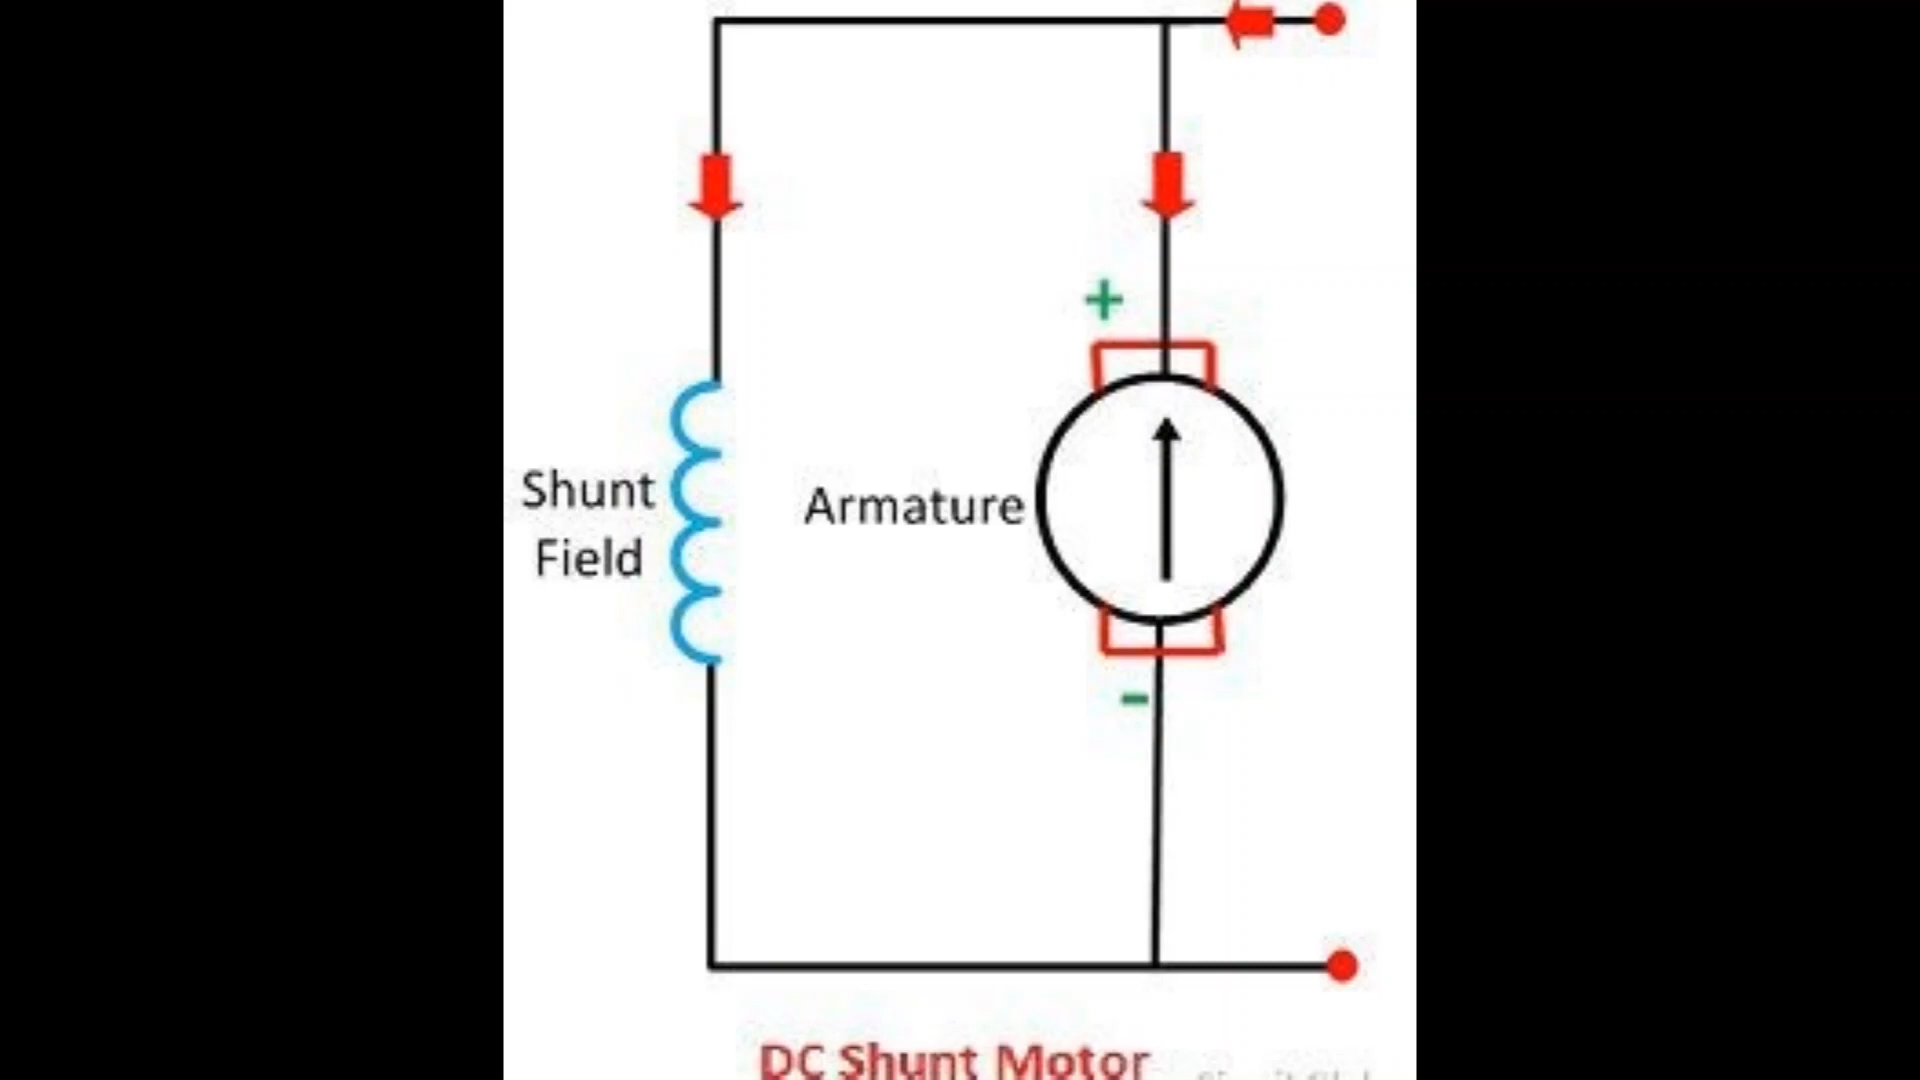 +
Shunt
Field
Armature
-
DC Shunt Motor